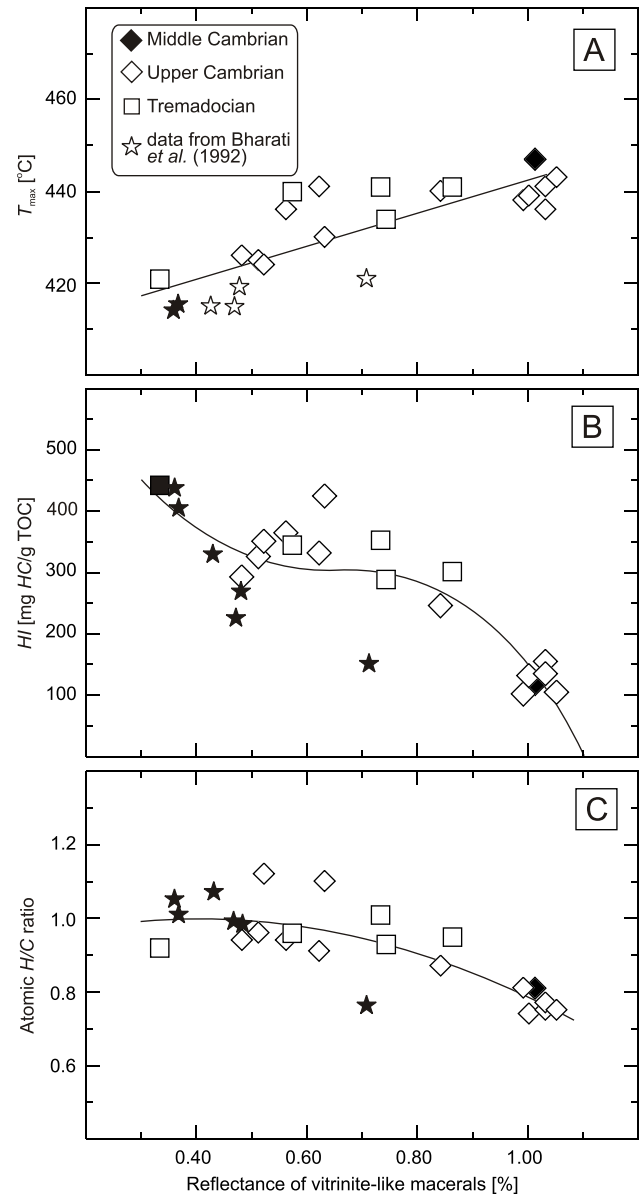 A
Middle Cambrian
Upper Cambrian
Tremadocian
data from Bharati
et al. (1992)
460
440
420
Tmax [°C]
B
500
400
300
200
100
HI [mg HC/g TOC]
C
1.2
1.0
0.8
0.6
Atomic H/C ratio
0.40 0.60 0.80 1.00
Reflectance of vitrinite-like macerals [%]